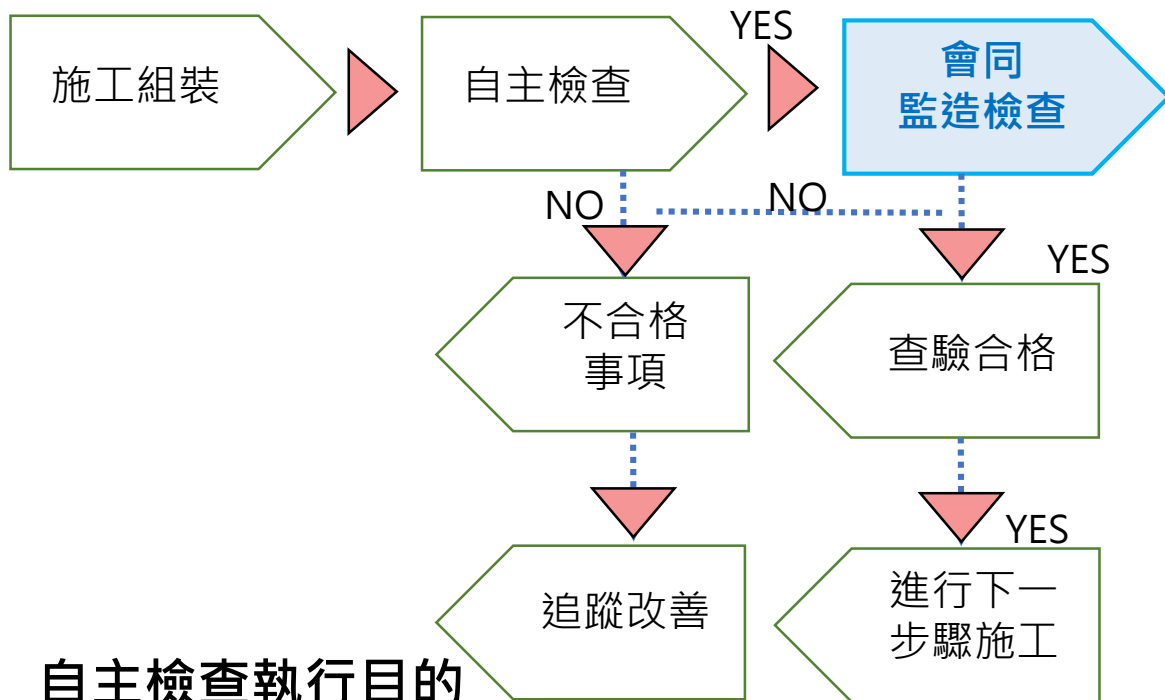 施工組裝
自主檢查
YES
會同
監造檢查
NO
NO
YES
不合格
事項
查驗合格
YES
追蹤改善
進行下一
步驟施工
自主檢查執行目的